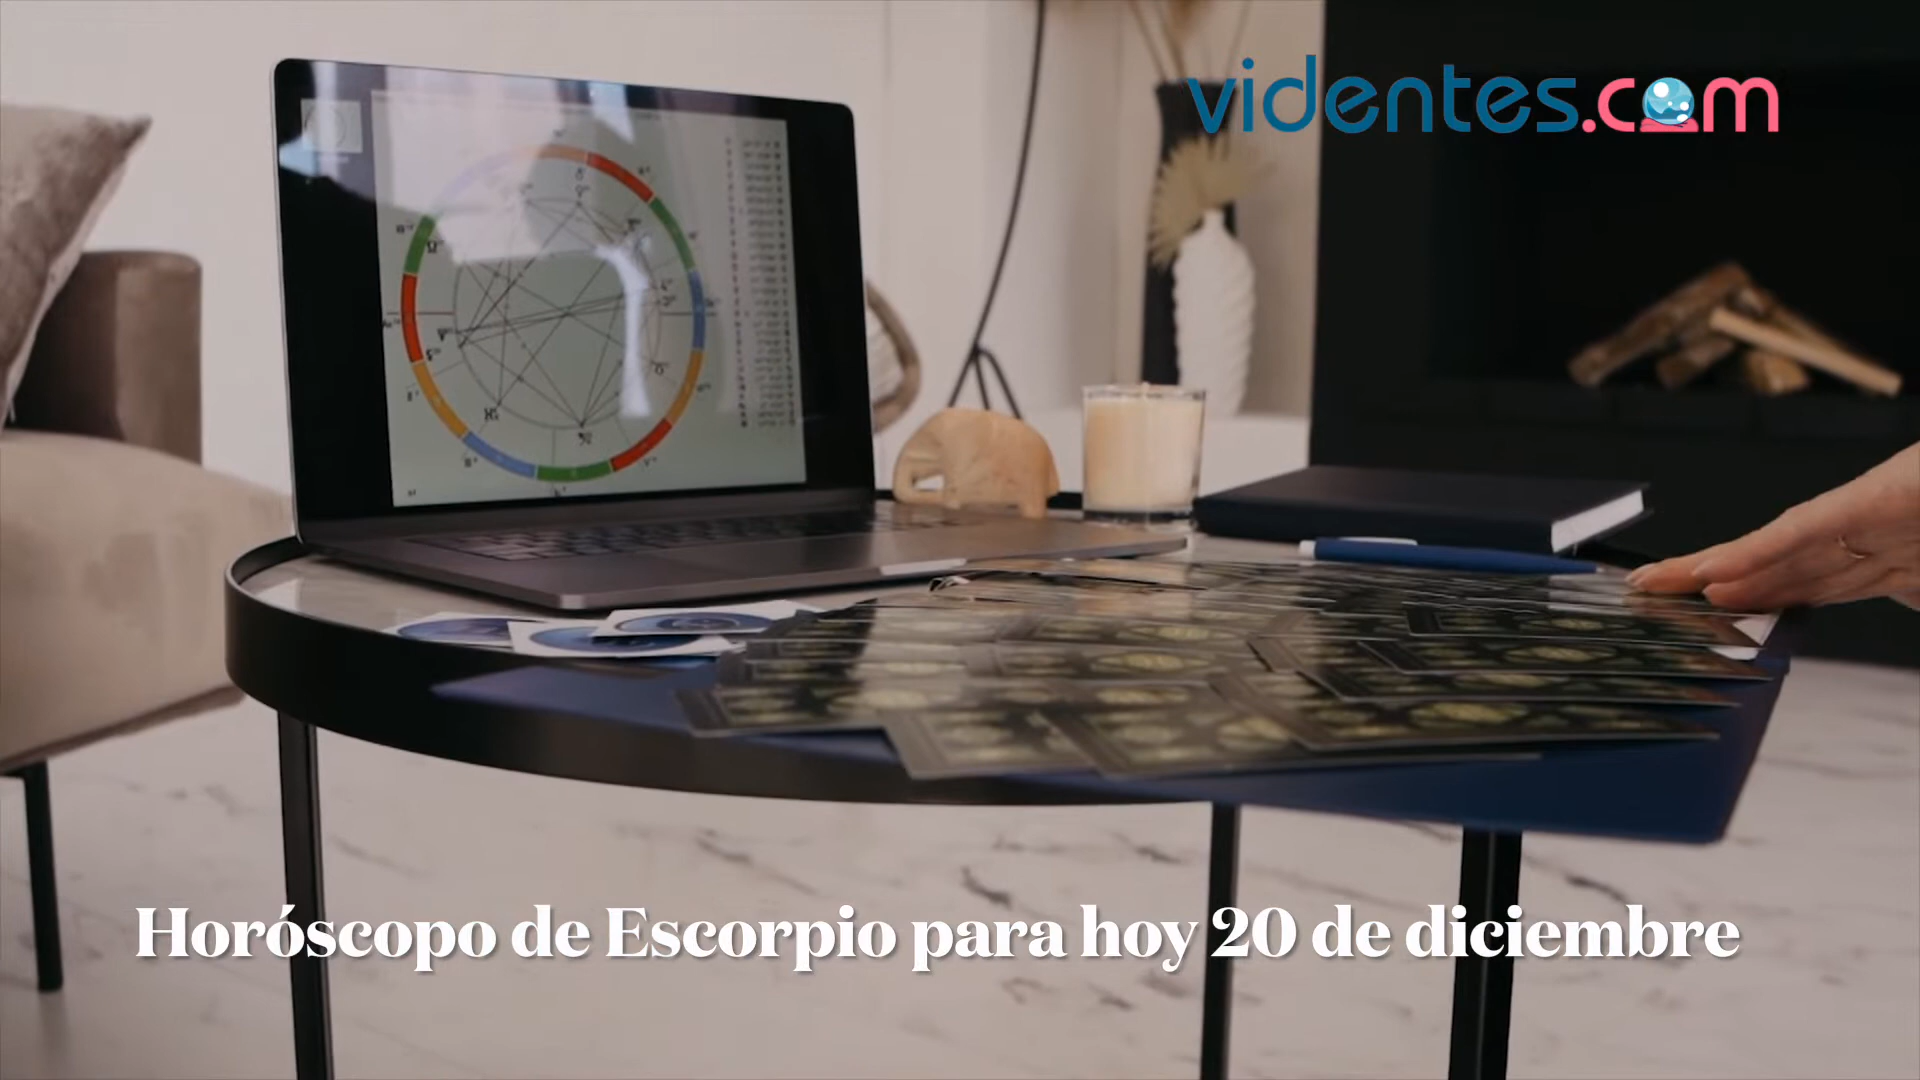 videntes.com
Horóscopo de Escorpio para hoy 20 de diciembre